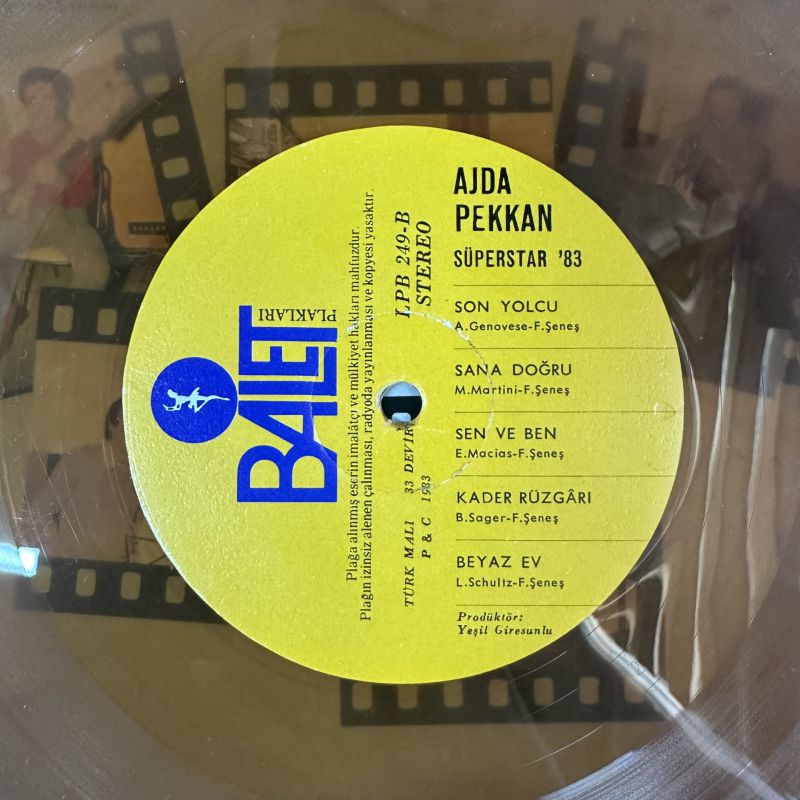 AJDA
PEKKAN
SÜPERSTAR '83
SON YOLCU
A.Genovese-F.Şeneş
SANA DOĞRU
M.Martini-F.Şeneş
SEN VE BEN
E.Macias-F.Şeneş
KADER RÜZGÂRI
B.Sager-F.Şeneş
BEYAZ EV
L.Schultz-F.Şeneş
Prodüktör:
Yeşil Giresunlu
BALET
PLAKLARI
Plağa alınmış eserin imalâtçı ve mülkiyet hakları mahfuzdur.
Plağın izinsiz alenen çalınması, radyoda yayınlanması ve kopyesi yasaktır.
LPB 249-B
STEREO
TÜRK MALI 33 DEVİR
P & C 1983